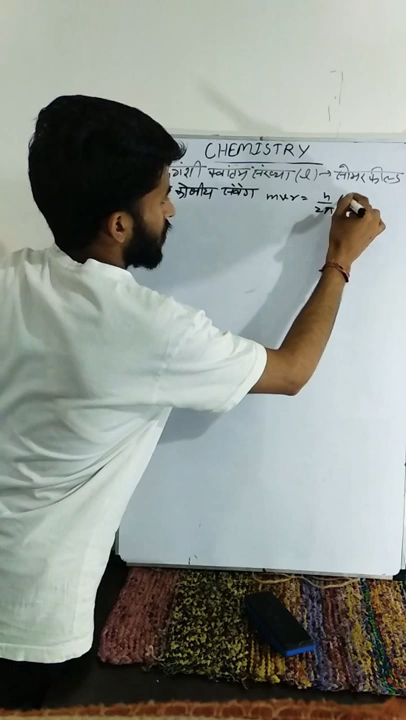 CHEMISTRY
क्वांटम संख्या (l) → सोमरफील्ड
कोणीय संवेग mvr = h/2π